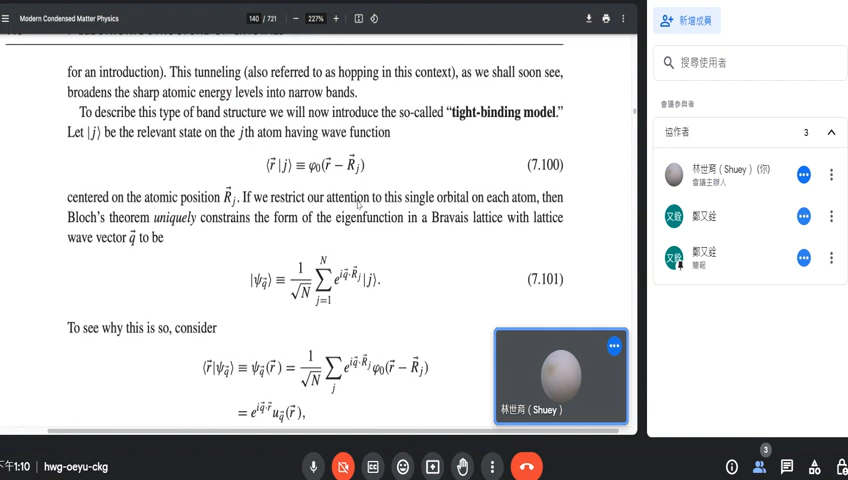 Modern Condensed Matter Physics
140 / 721
227%
for an introduction). This tunneling (also referred to as hopping in this context), as we shall soon see,
broadens the sharp atomic energy levels into narrow bands.
To describe this type of band structure we will now introduce the so-called “tight-binding model.”
Let |j⟩ be the relevant state on the jth atom having wave function
⟨r⃗ |j⟩ ≡ φ₀(r⃗ − R⃗ⱼ) (7.100)
centered on the atomic position R⃗ⱼ. If we restrict our attention to this single orbital on each atom, then
Bloch’s theorem uniquely constrains the form of the eigenfunction in a Bravais lattice with lattice
wave vector q⃗ to be
|ψ_q⃗⟩ ≡ 1/√N ∑_{j=1}^{N} e^{iq⃗·R⃗ⱼ} |j⟩. (7.101)
To see why this is so, consider
⟨r⃗|ψ_q⃗⟩ ≡ ψ_q⃗(r⃗) = 1/√N ∑_j e^{iq⃗·R⃗ⱼ} φ₀(r⃗ − R⃗ⱼ)
= e^{iq⃗·r⃗} u_q⃗(r⃗),
林世育（Shuey）
新增成員
搜尋使用者
會議參與者
協作者 3
林世育（Shuey）(你)
會議主辦人
又銓 鄭又銓
又銓 鄭又銓
簡報
下午1:10 | hwg-oeyu-ckg
3